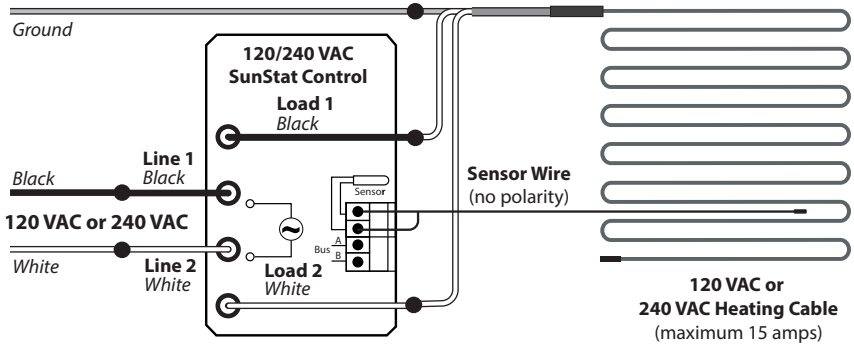 Ground
120/240 VAC
SunStat Control
Load 1
Black
Line 1
Black
Black
Sensor
Sensor Wire
(no polarity)
120 VAC or 240 VAC
A
Bus
B
White
Line 2
White
Load 2
White
120 VAC or
240 VAC Heating Cable
(maximum 15 amps)